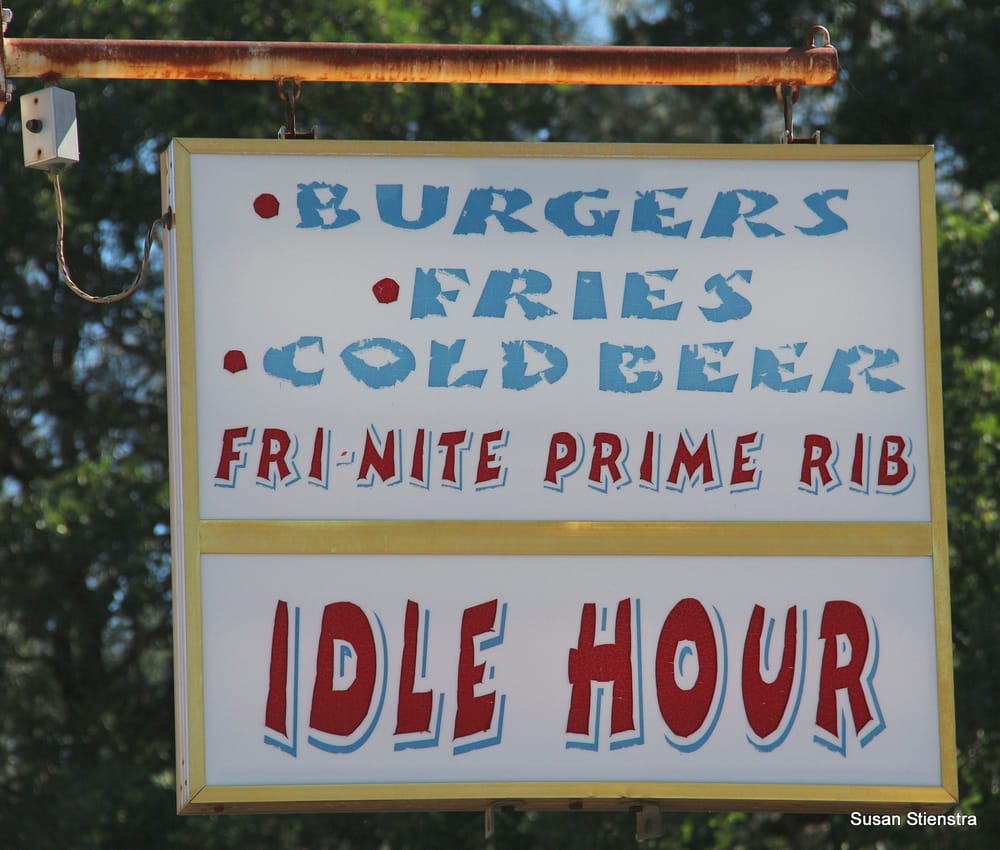 • BURGERS
• FRIES
• COLD BEER
FRI-NITE PRIME RIB
IDLE HOUR
Susan Stienstra